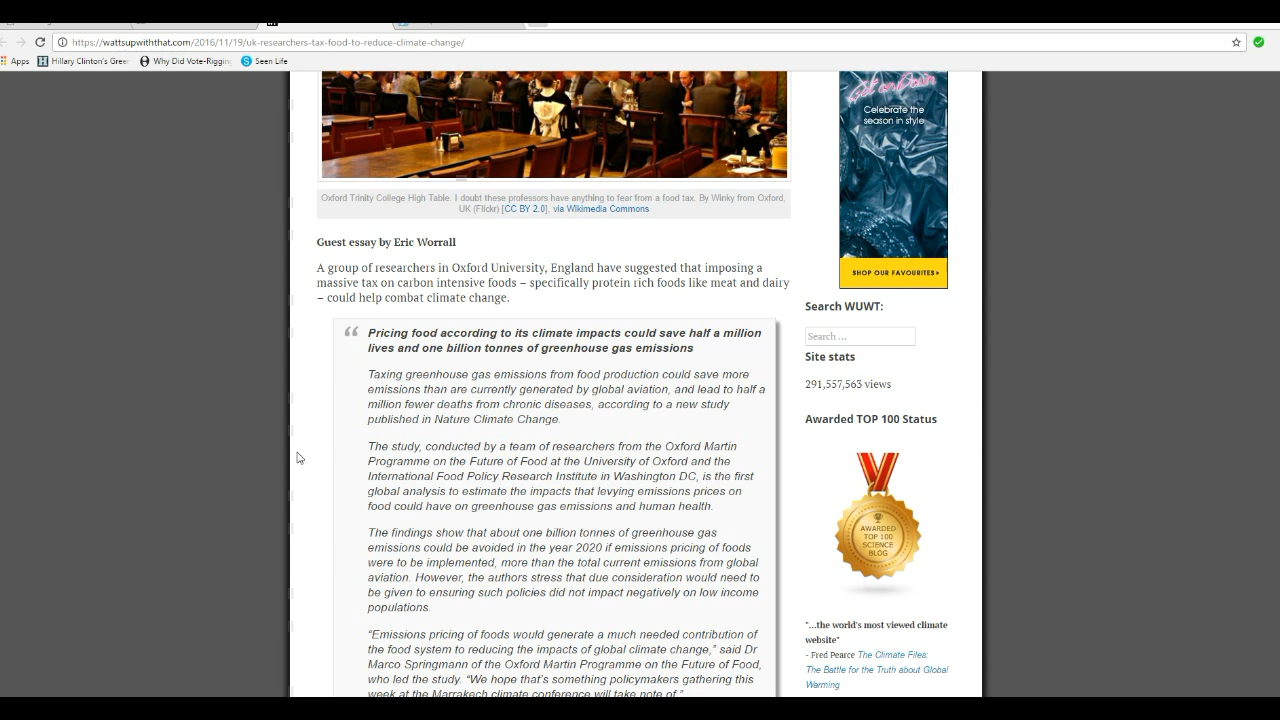 https://wattsupwiththat.com/2016/11/19/uk-researchers-tax-food-to-reduce-climate-change/
Apps Hillary Clinton's Greer Why Did Vote-Rigging Seen Life
Celebrate the
season in style
SHOP OUR FAVOURITES
Oxford Trinity College High Table. I doubt these professors have anything to fear from a food tax. By Winky from Oxford,
UK (Flickr) [CC BY 2.0], via Wikimedia Commons
Guest essay by Eric Worrall
A group of researchers in Oxford University, England have suggested that imposing a
massive tax on carbon intensive foods – specifically protein rich foods like meat and dairy
– could help combat climate change.
Pricing food according to its climate impacts could save half a million
lives and one billion tonnes of greenhouse gas emissions
Taxing greenhouse gas emissions from food production could save more
emissions than are currently generated by global aviation, and lead to half a
million fewer deaths from chronic diseases, according to a new study
published in Nature Climate Change.
The study, conducted by a team of researchers from the Oxford Martin
Programme on the Future of Food at the University of Oxford and the
International Food Policy Research Institute in Washington DC, is the first
global analysis to estimate the impacts that levying emissions prices on
food could have on greenhouse gas emissions and human health.
The findings show that about one billion tonnes of greenhouse gas
emissions could be avoided in the year 2020 if emissions pricing of foods
were to be implemented, more than the total current emissions from global
aviation. However, the authors stress that due consideration would need to
be given to ensuring such policies did not impact negatively on low income
populations.
“Emissions pricing of foods would generate a much needed contribution of
the food system to reducing the impacts of global climate change,” said Dr
Marco Springmann of the Oxford Martin Programme on the Future of Food,
who led the study. “We hope that’s something policymakers gathering this
week at the Marrakech climate conference will take note of.”
Search WUWT:
Search ...
Site stats
291,557,563 views
Awarded TOP 100 Status
AWARDED
TOP 100
SCIENCE
BLOG
"...the world's most viewed climate
website"
- Fred Pearce The Climate Files:
The Battle for the Truth about Global
Warming